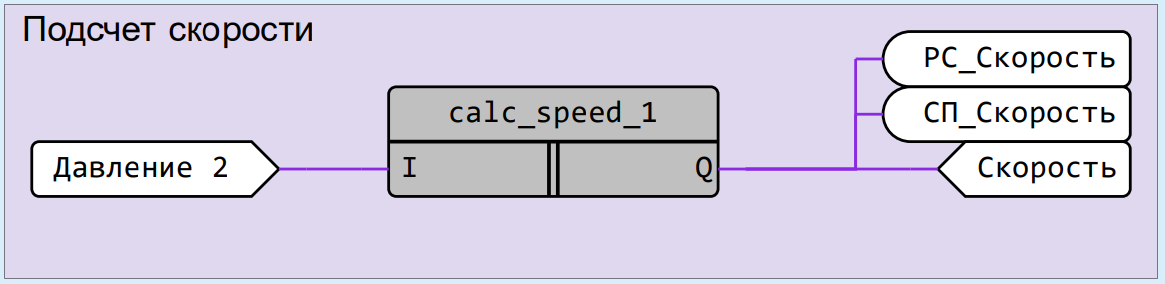 Подсчет скорости
РС_Скорость
calc_speed_1
СП_Скорость
Давление 2
I
Q
Скорость